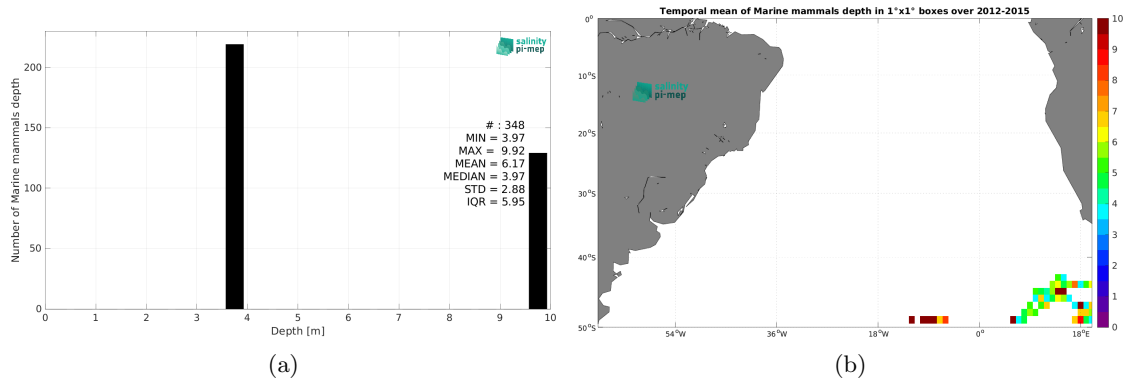 salinity
pi-mep
Number of Marine mammals depth
200
150
100
50
0
# : 348
MIN = 3.97
MAX = 9.92
MEAN = 6.17
MEDIAN = 3.97
STD = 2.88
IQR = 5.95
0 1 2 3 4 5 6 7 8 9 10
Depth [m]
(a)
Temporal mean of Marine mammals depth in 1°x1° boxes over 2012-2015
0°
10°S
20°S
30°S
40°S
50°S
salinity
pi-mep
54°W 36°W 18°W 0° 18°E
10
9
8
7
6
5
4
3
2
1
0
(b)